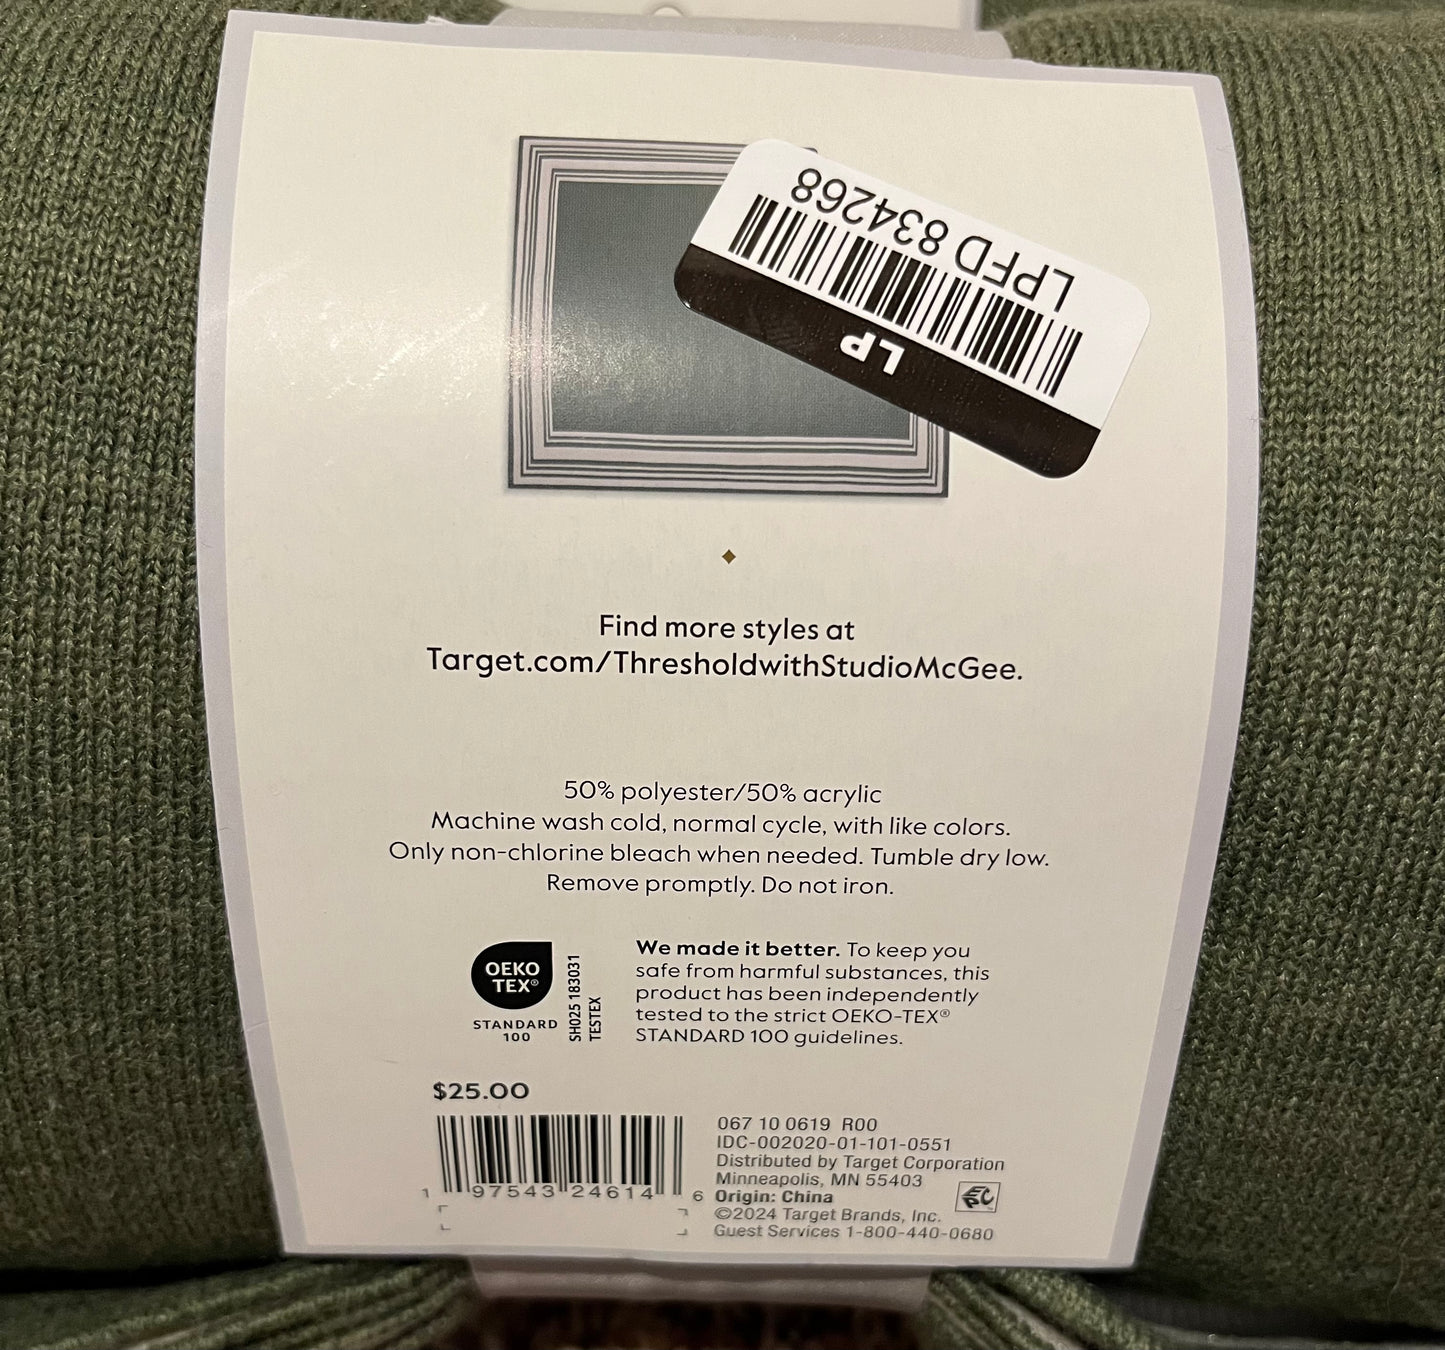 LPFD 834268
LP
Find more styles at
Target.com/ThresholdwithStudioMcGee.
50% polyester/50% acrylic
Machine wash cold, normal cycle, with like colors.
Only non-chlorine bleach when needed. Tumble dry low.
Remove promptly. Do not iron.
OEKO
TEX®
STANDARD
100
SH025 183031
TESTEX
We made it better. To keep you
safe from harmful substances, this
product has been independently
tested to the strict OEKO-TEX®
STANDARD 100 guidelines.
$25.00
1 97543 24614 6
067 10 0619 R00
IDC-002020-01-101-0551
Distributed by Target Corporation
Minneapolis, MN 55403
Origin: China
©2024 Target Brands, Inc.
Guest Services 1-800-440-0680